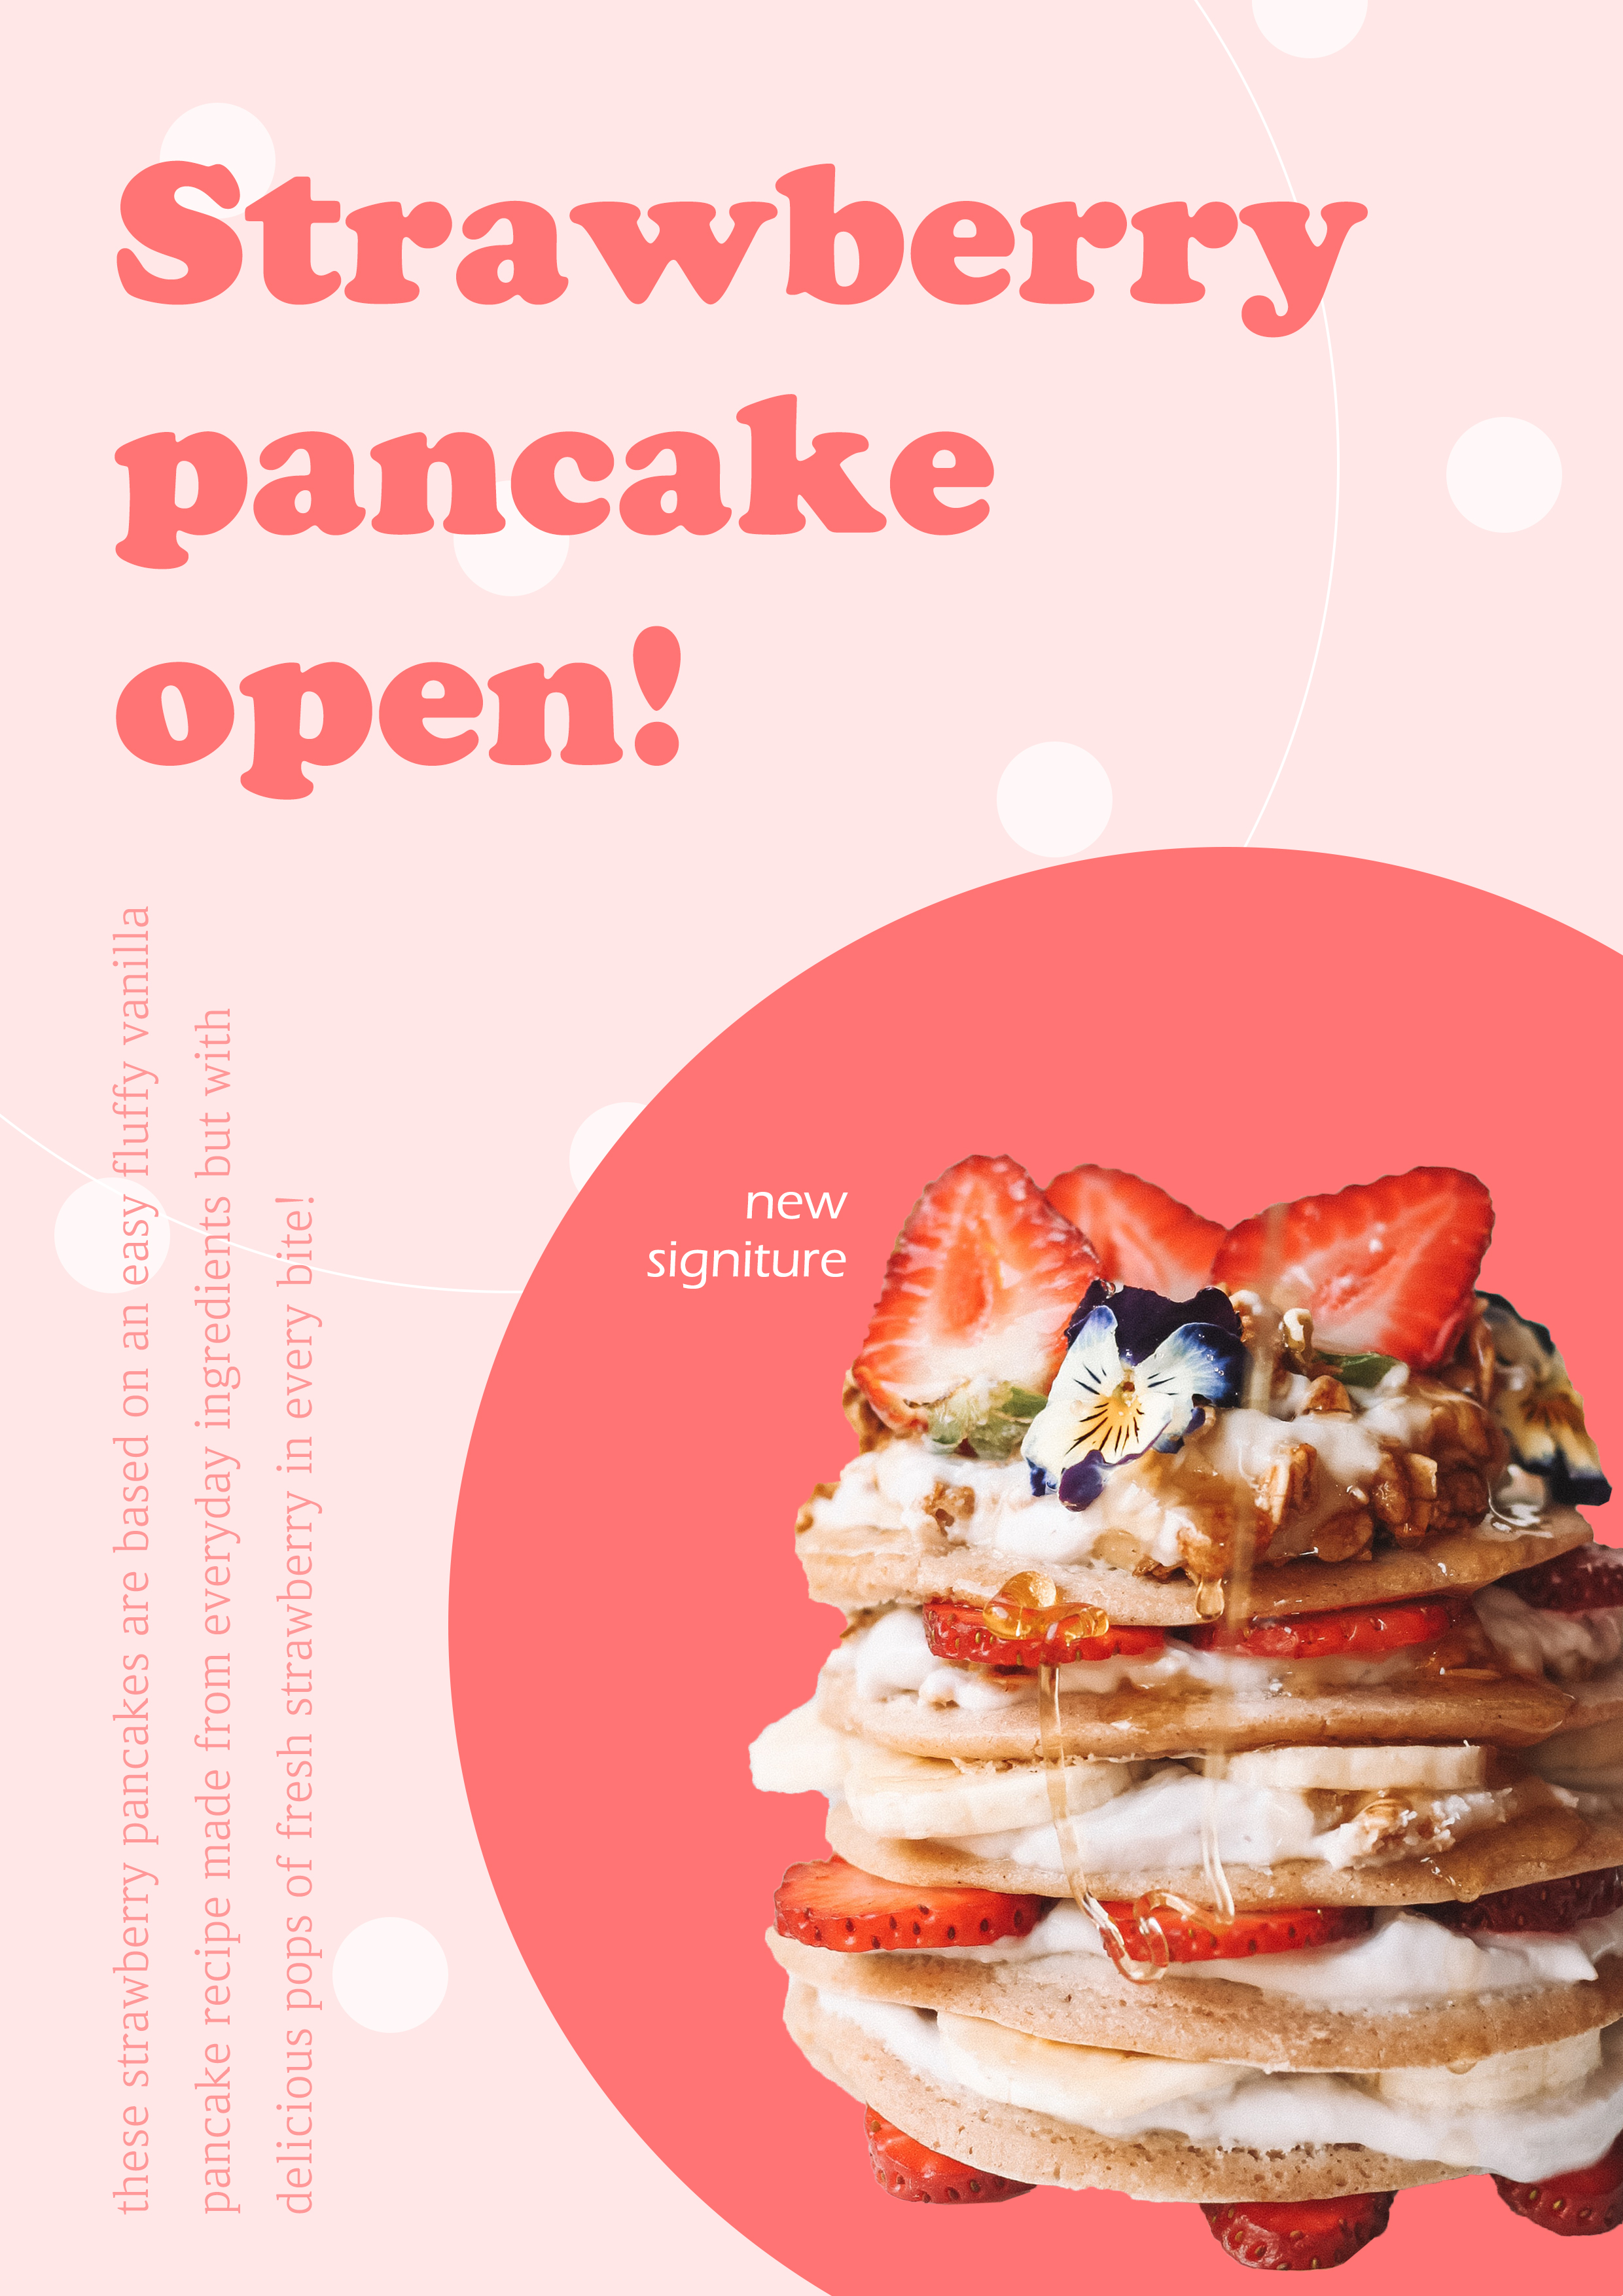 Strawberry
pancake
open!
new
signiture
these strawberry pancakes are based on an easy fluffy vanilla
pancake recipe made from everyday ingredients but with
delicious pops of fresh strawberry in every bite!